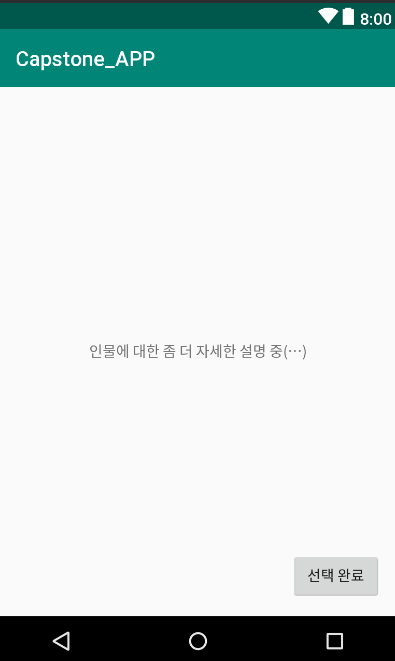 8:00
Capstone_APP
인물에 대한 좀 더 자세한 설명 중(…)
선택 완료